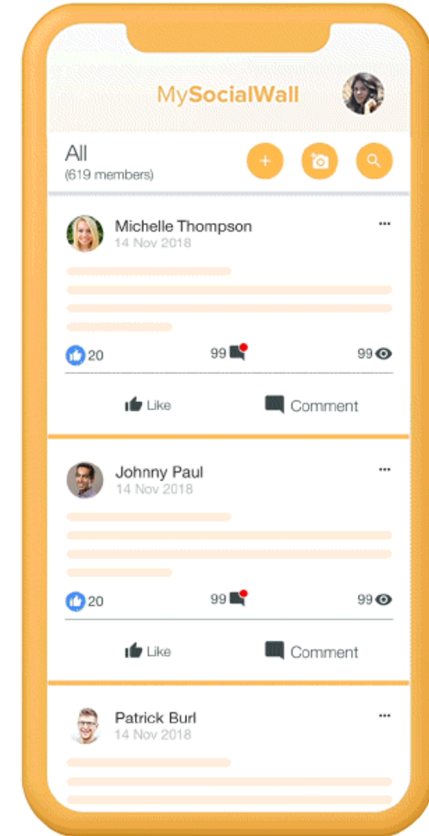 MySocialWall
All
(619 members)
Michelle Thompson
14 Nov 2018
20 99 99
Like Comment
Johnny Paul
14 Nov 2018
20 99 99
Like Comment
Patrick Burl
14 Nov 2018